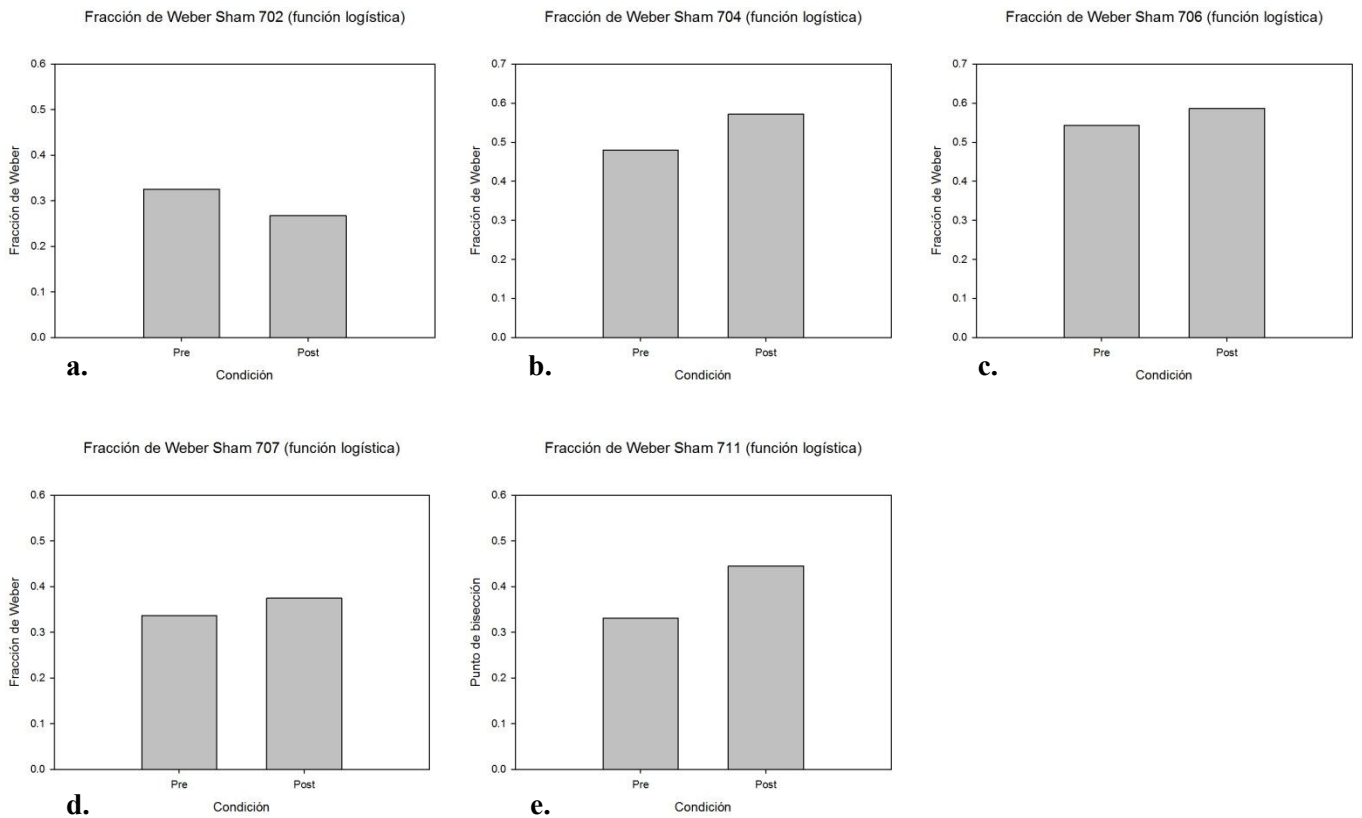 Fracción de Weber Sham 702 (función logística)
0.6
0.5
0.4
0.3
0.2
0.1
0.0
Fracción de Weber
Pre
Post
Condición
a.
Fracción de Weber Sham 704 (función logística)
0.7
0.6
0.5
0.4
0.3
0.2
0.1
0.0
Fracción de Weber
Pre
Post
Condición
b.
Fracción de Weber Sham 706 (función logística)
0.7
0.6
0.5
0.4
0.3
0.2
0.1
0.0
Fracción de Weber
Pre
Post
Condición
c.
Fracción de Weber Sham 707 (función logística)
0.6
0.5
0.4
0.3
0.2
0.1
0.0
Fracción de Weber
Pre
Post
Condición
d.
Fracción de Weber Sham 711 (función logística)
0.6
0.5
0.4
0.3
0.2
0.1
0.0
Punto de bisección
Pre
Post
Condición
e.